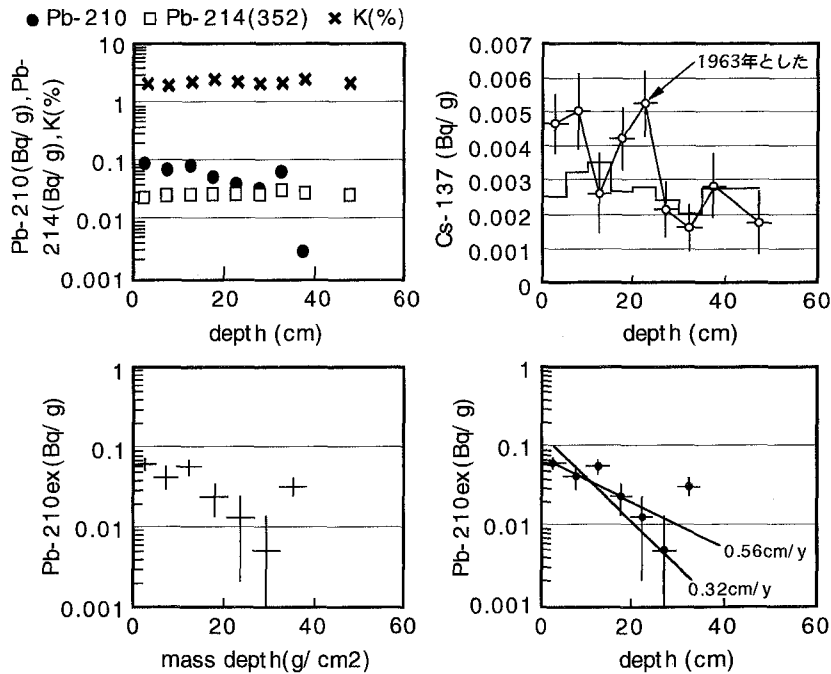 ● Pb-210 □ Pb-214(352) × K(%)
Pb-210(Bq/g),Pb-
214(Bq/g),K(%
10
1
0.1
0.01
0.001
0
20
40
60
depth (cm)
Cs-137 (Bq/g)
0.007
0.006
0.005
0.004
0.003
0.002
0.001
0
1963年とした
0
20
40
60
depth (cm)
Pb-210ex(Bq/g)
1
0.1
0.01
0.001
0
20
40
60
mass depth(g/cm2)
Pb-210ex(Bq/g)
1
0.1
0.01
0.001
0.56cm/y
0.32cm/y
0
20
40
60
depth (cm)